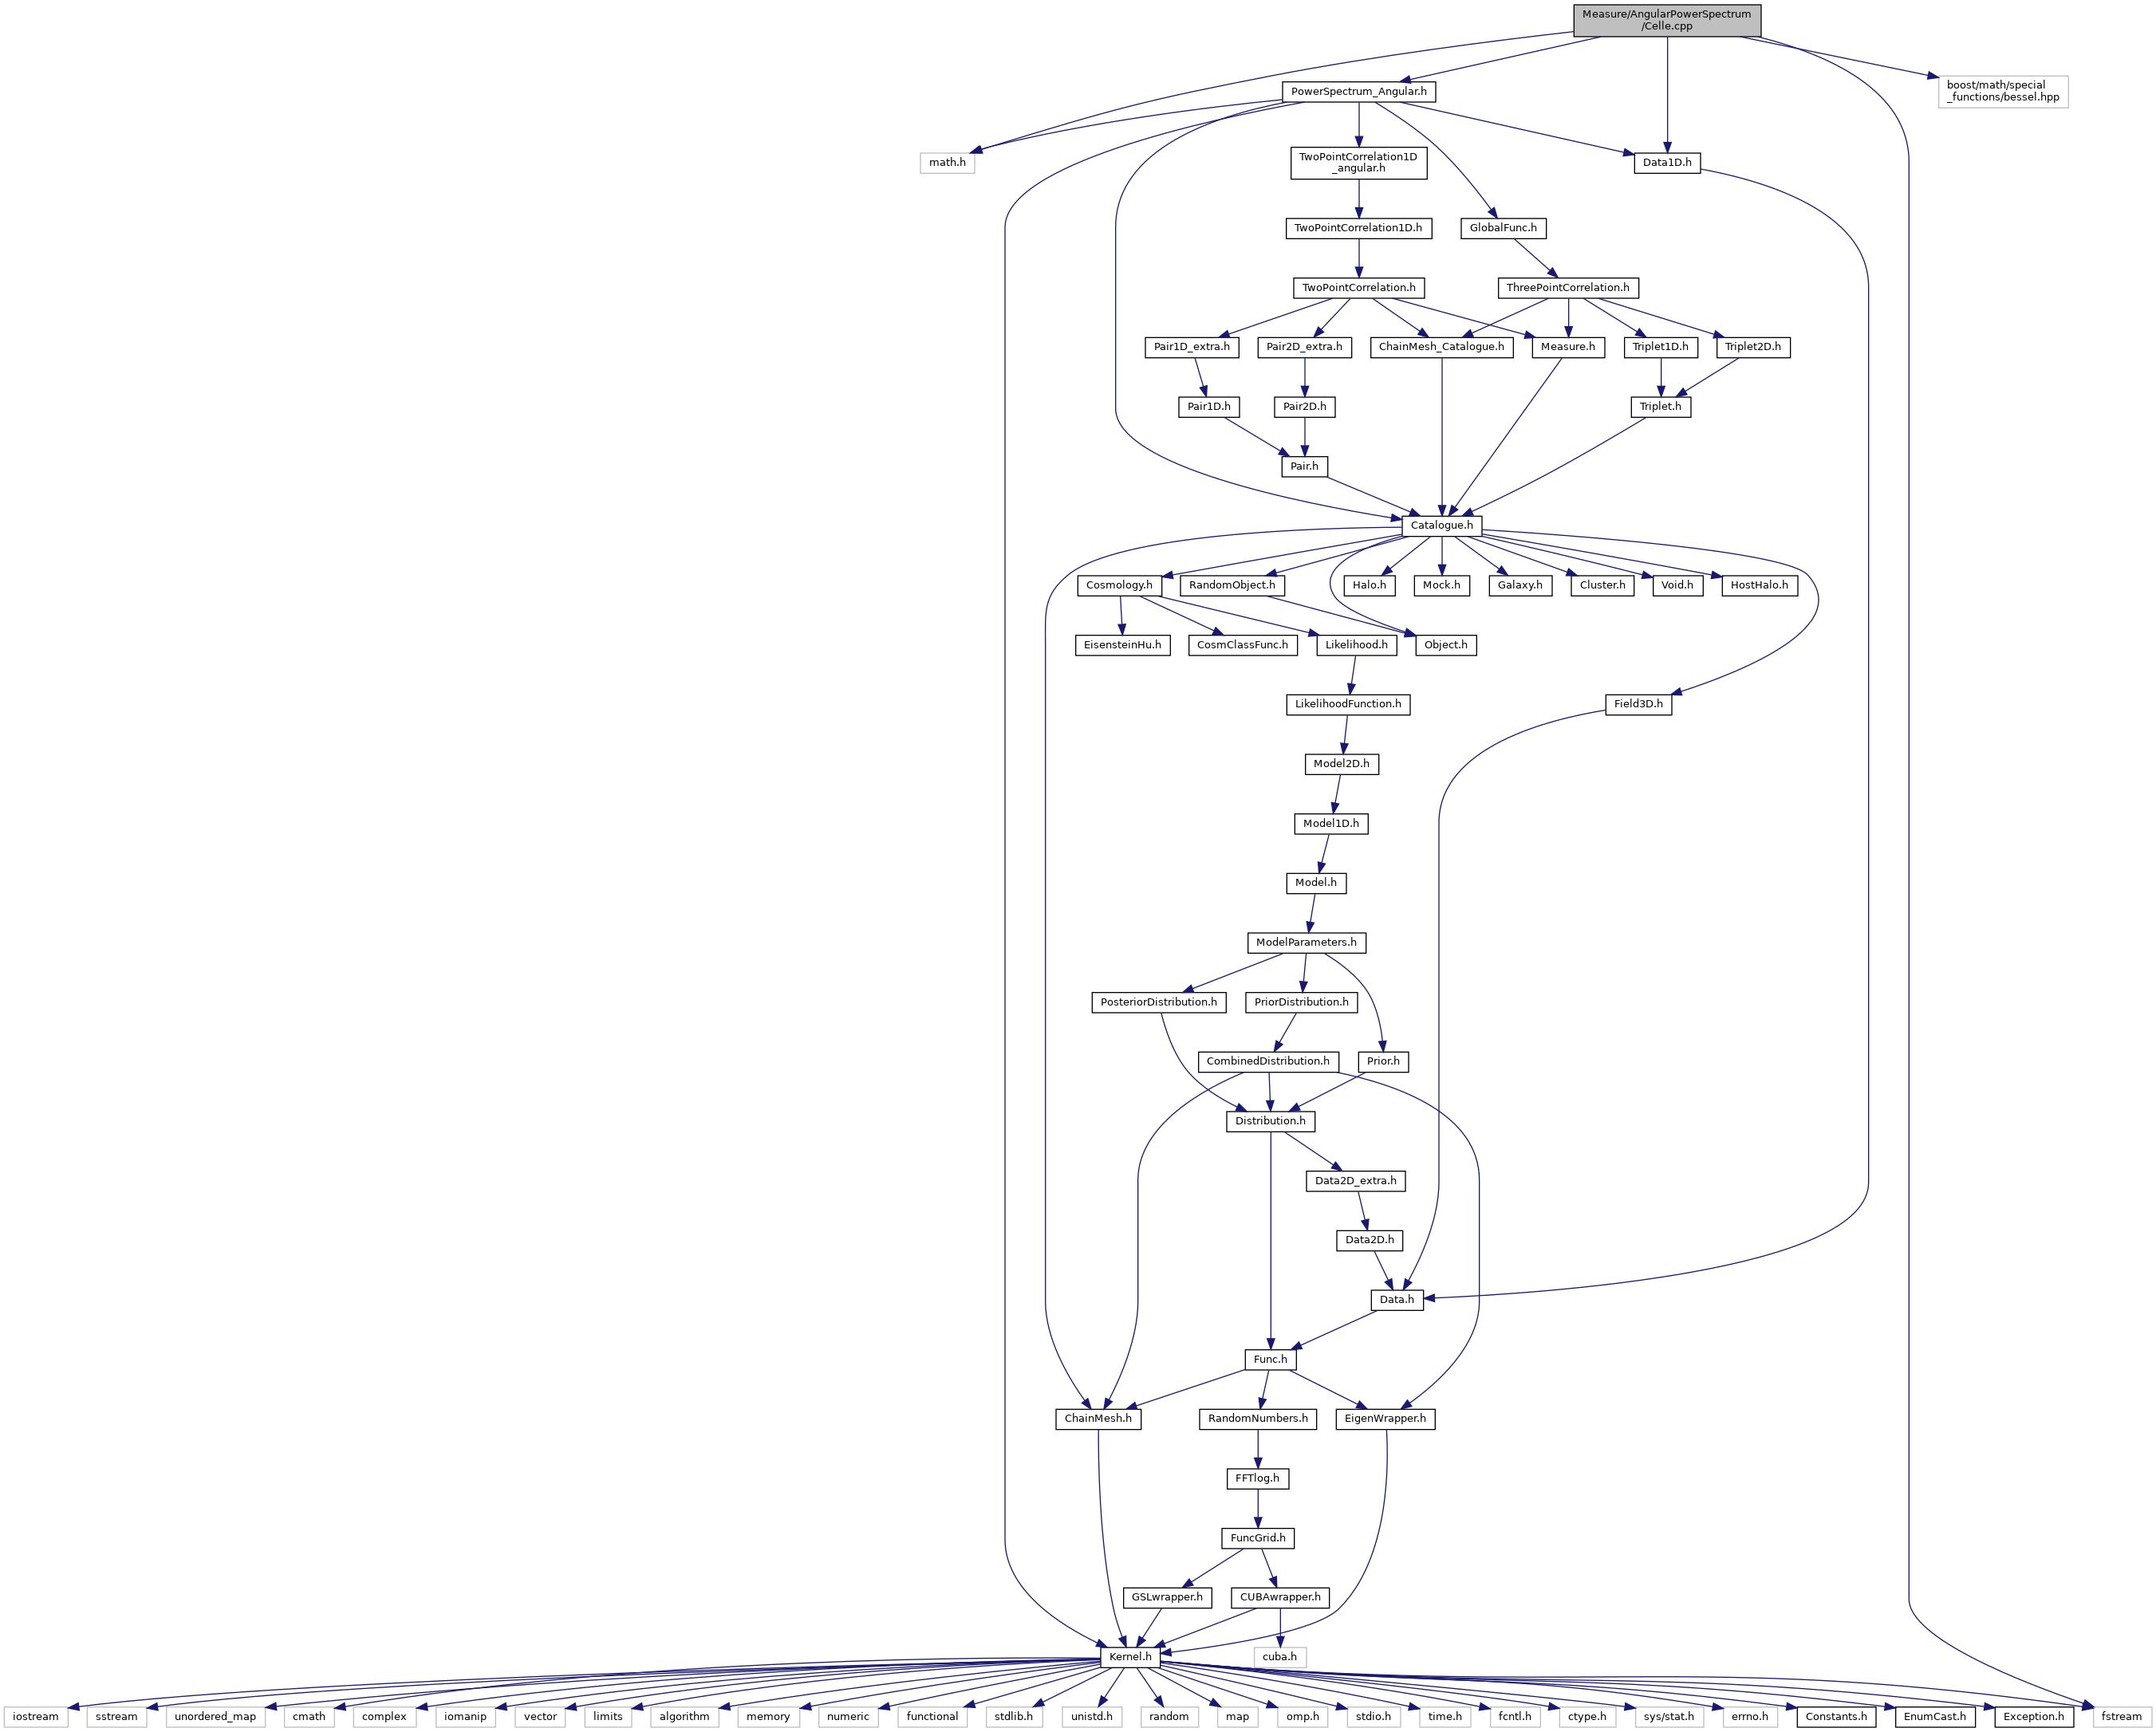 Measure/AngularPowerSpectrum
/Celle.cpp
boost/math/special
_functions/bessel.hpp
PowerSpectrum_Angular.h
math.h
TwoPointCorrelation1D
_angular.h
Data1D.h
TwoPointCorrelation1D.h
GlobalFunc.h
TwoPointCorrelation.h
ThreePointCorrelation.h
Pair1D_extra.h
Pair2D_extra.h
ChainMesh_Catalogue.h
Measure.h
Triplet1D.h
Triplet2D.h
Pair1D.h
Pair2D.h
Triplet.h
Pair.h
Catalogue.h
Cosmology.h
RandomObject.h
Halo.h
Mock.h
Galaxy.h
Cluster.h
Void.h
HostHalo.h
EisensteinHu.h
CosmClassFunc.h
Likelihood.h
Object.h
LikelihoodFunction.h
Field3D.h
Model2D.h
Model1D.h
Model.h
ModelParameters.h
PosteriorDistribution.h
PriorDistribution.h
CombinedDistribution.h
Prior.h
Distribution.h
Data2D_extra.h
Data2D.h
Data.h
Func.h
ChainMesh.h
RandomNumbers.h
EigenWrapper.h
FFTlog.h
FuncGrid.h
GSLwrapper.h
CUBAwrapper.h
Kernel.h
cuba.h
iostream
sstream
unordered_map
cmath
complex
iomanip
vector
limits
algorithm
memory
numeric
functional
stdlib.h
unistd.h
random
map
omp.h
stdio.h
time.h
fcntl.h
ctype.h
sys/stat.h
errno.h
Constants.h
EnumCast.h
Exception.h
fstream